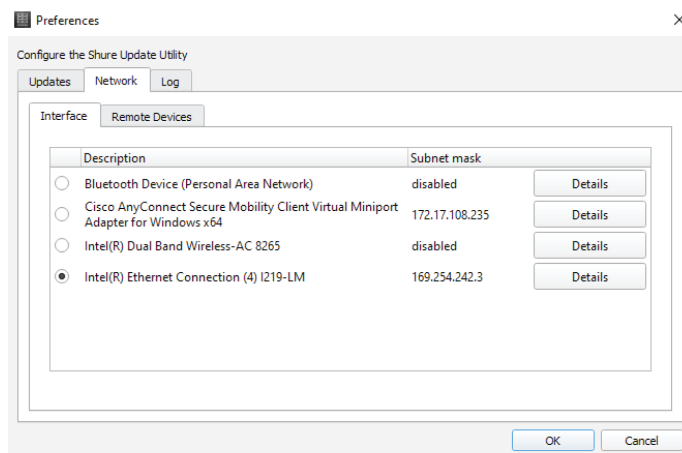 Preferences
Configure the Shure Update Utility
Updates Network Log
Interface Remote Devices
Description Subnet mask
Bluetooth Device (Personal Area Network) disabled Details
Cisco AnyConnect Secure Mobility Client Virtual Miniport
Adapter for Windows x64 172.17.108.235 Details
Intel(R) Dual Band Wireless-AC 8265 disabled Details
Intel(R) Ethernet Connection (4) I219-LM 169.254.242.3 Details
OK Cancel